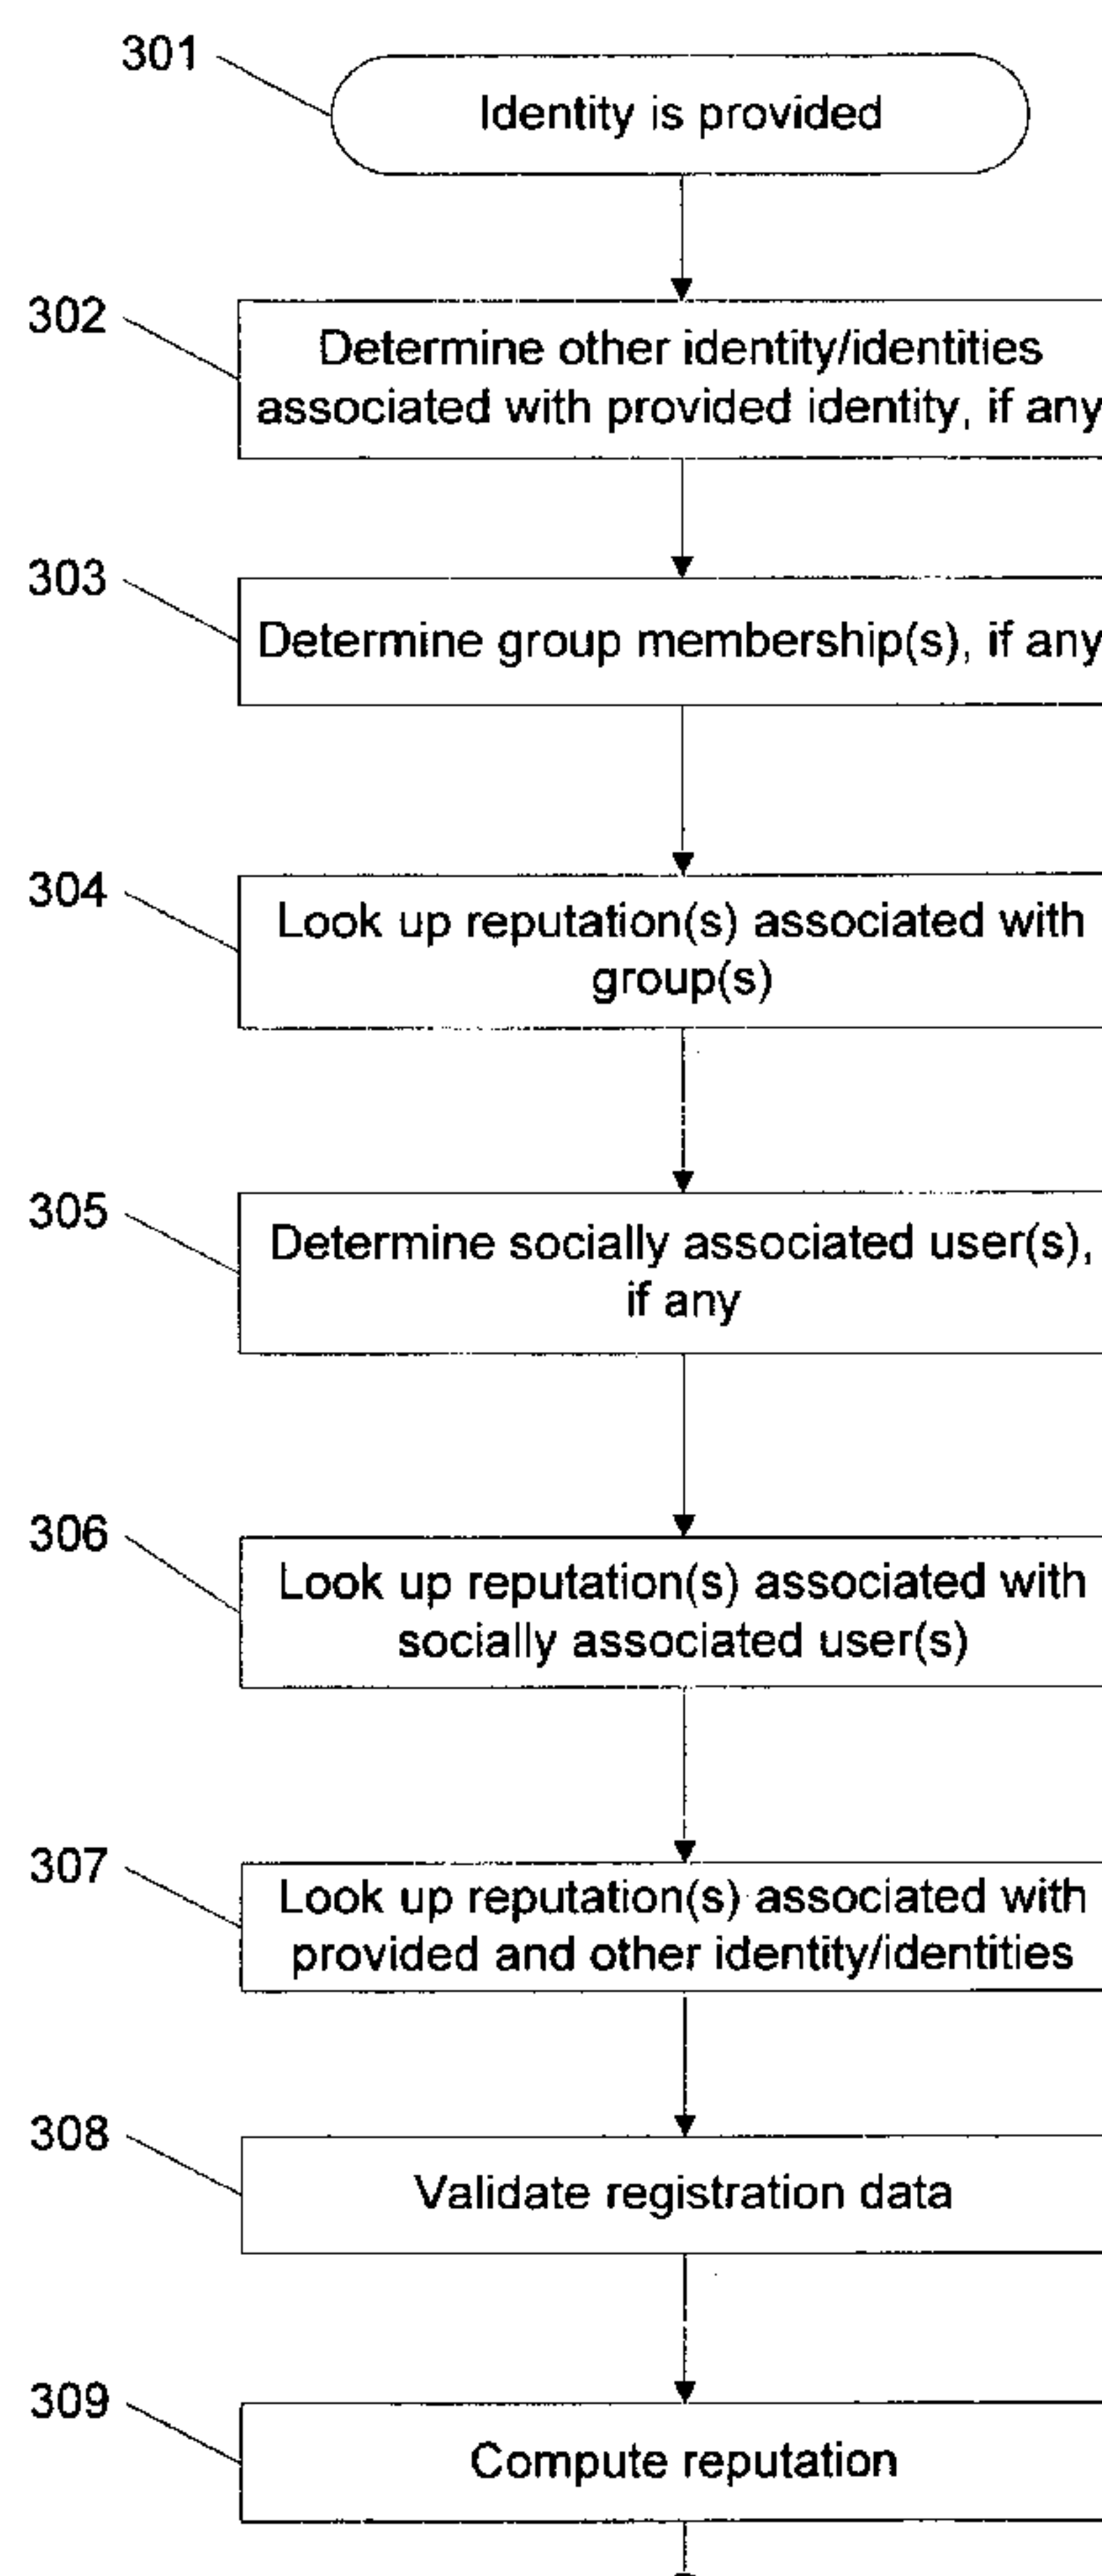 301
Identity is provided
302
Determine other identity/identities
associated with provided identity, if any
303
Determine group membership(s), if any
304
Look up reputation(s) associated with
group(s)
305
Determine socially associated user(s),
if any
306
Look up reputation(s) associated with
socially associated user(s)
307
Look up reputation(s) associated with
provided and other identity/identities
308
Validate registration data
309
Compute reputation